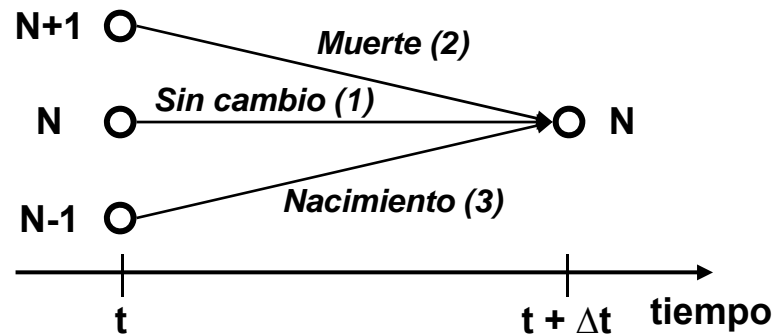 N+1
Muerte (2)
Sin cambio (1)
N
N
N-1
Nacimiento (3)
t
t + Δt
tiempo